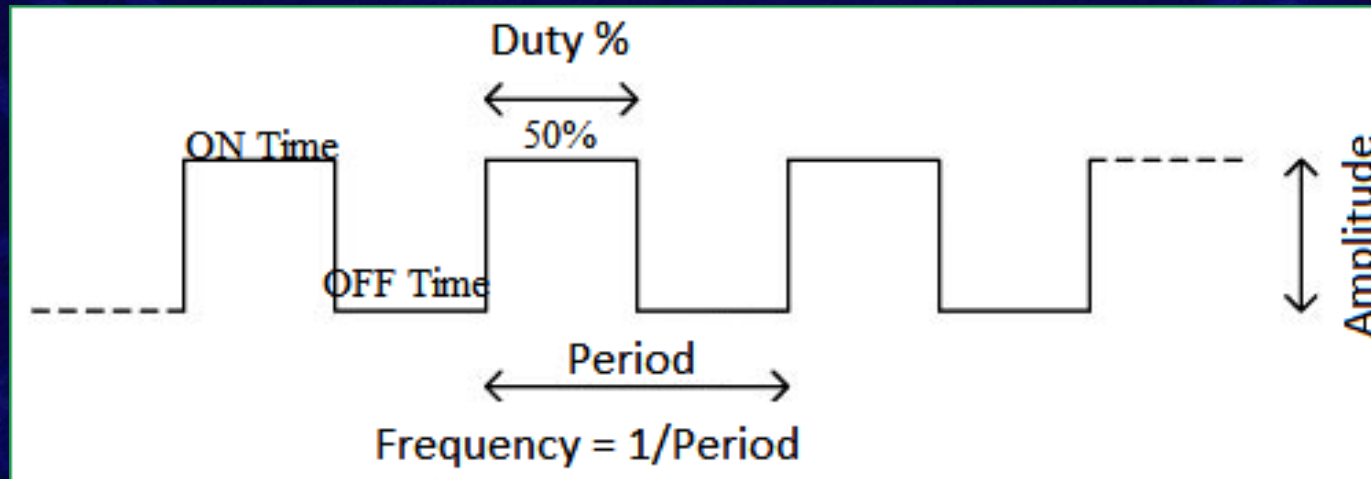 Duty %
50%
ON Time
OFF Time
Amplitude
Period
Frequency = 1/Period